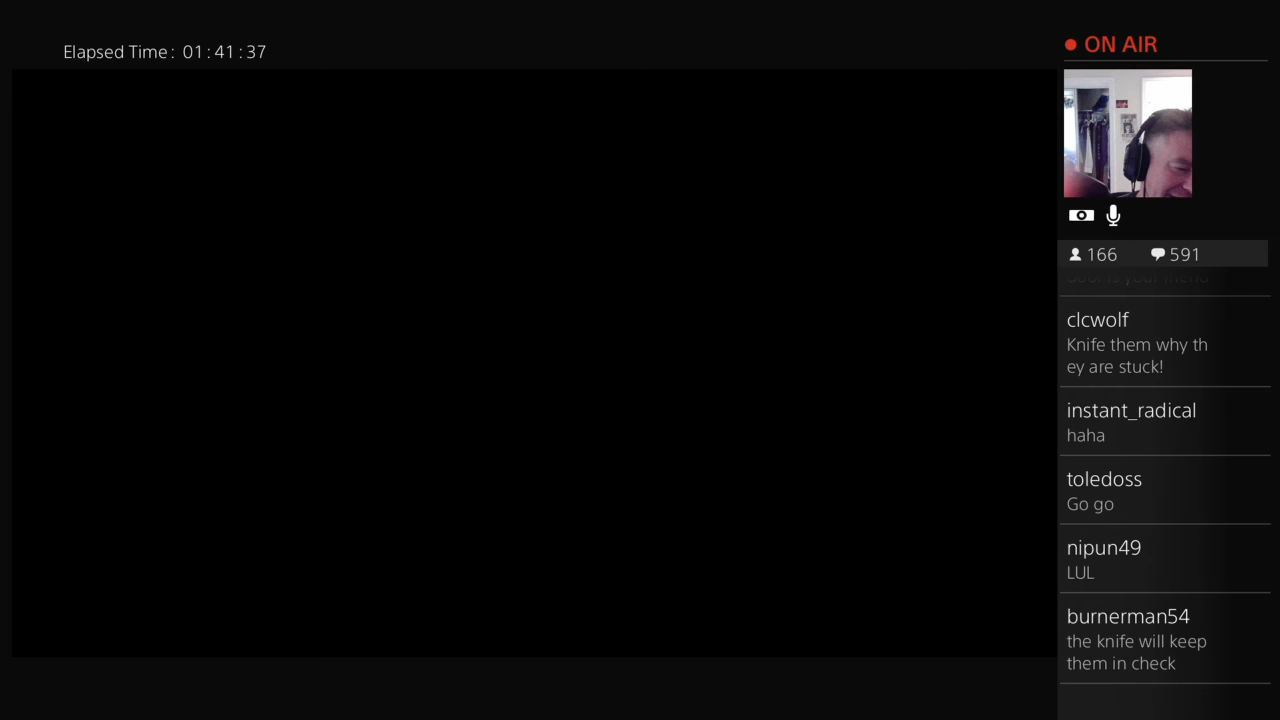 Elapsed Time: 01:41:37
ON AIR
166 591
clcwolf
Knife them why th
ey are stuck!
instant_radical
haha
toledoss
Go go
nipun49
LUL
burnerman54
the knife will keep
them in check